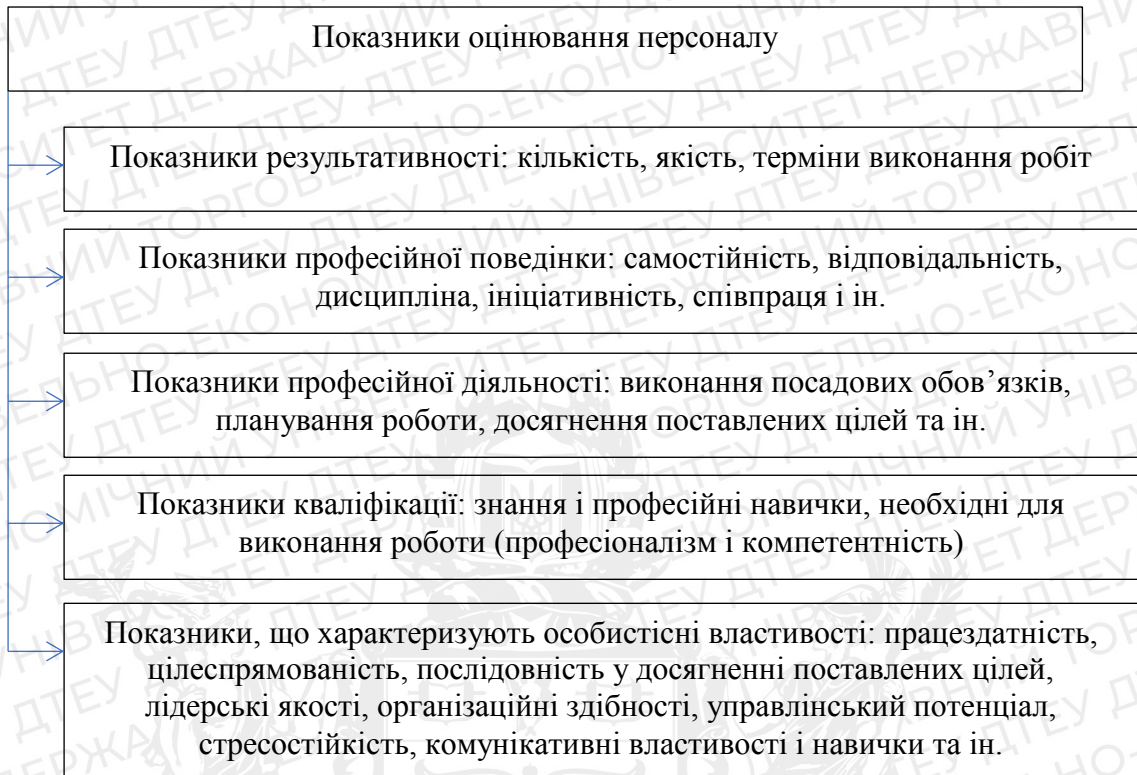 Показники оцінювання персоналу
Показники результативності: кількість, якість, терміни виконання робіт
Показники професійної поведінки: самостійність, відповідальність,
дисципліна, ініціативність, співпраця і ін.
Показники професійної діяльності: виконання посадових обов’язків,
планування роботи, досягнення поставлених цілей та ін.
Показники кваліфікації: знання і професійні навички, необхідні для
виконання роботи (професіоналізм і компетентність)
Показники, що характеризують особистісні властивості: працездатність,
цілеспрямованість, послідовність у досягненні поставлених цілей,
лідерські якості, організаційні здібності, управлінський потенціал,
стресостійкість, комунікативні властивості і навички та ін.